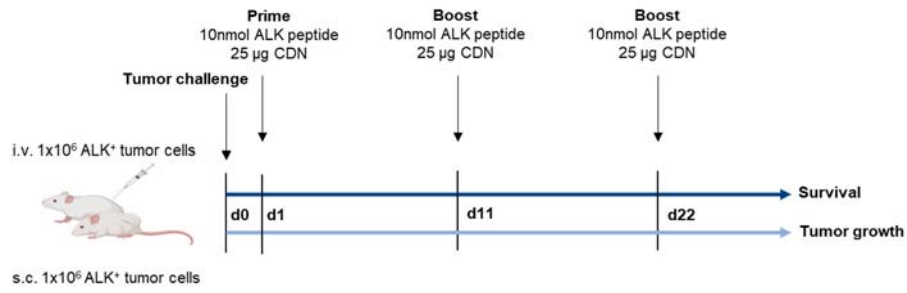 Prime
10nmol ALK peptide
25 µg CDN
Boost
10nmol ALK peptide
25 µg CDN
Boost
10nmol ALK peptide
25 µg CDN
Tumor challenge
i.v. 1x10⁶ ALK⁺ tumor cells
d0
d1
d11
d22
Survival
Tumor growth
s.c. 1x10⁶ ALK⁺ tumor cells